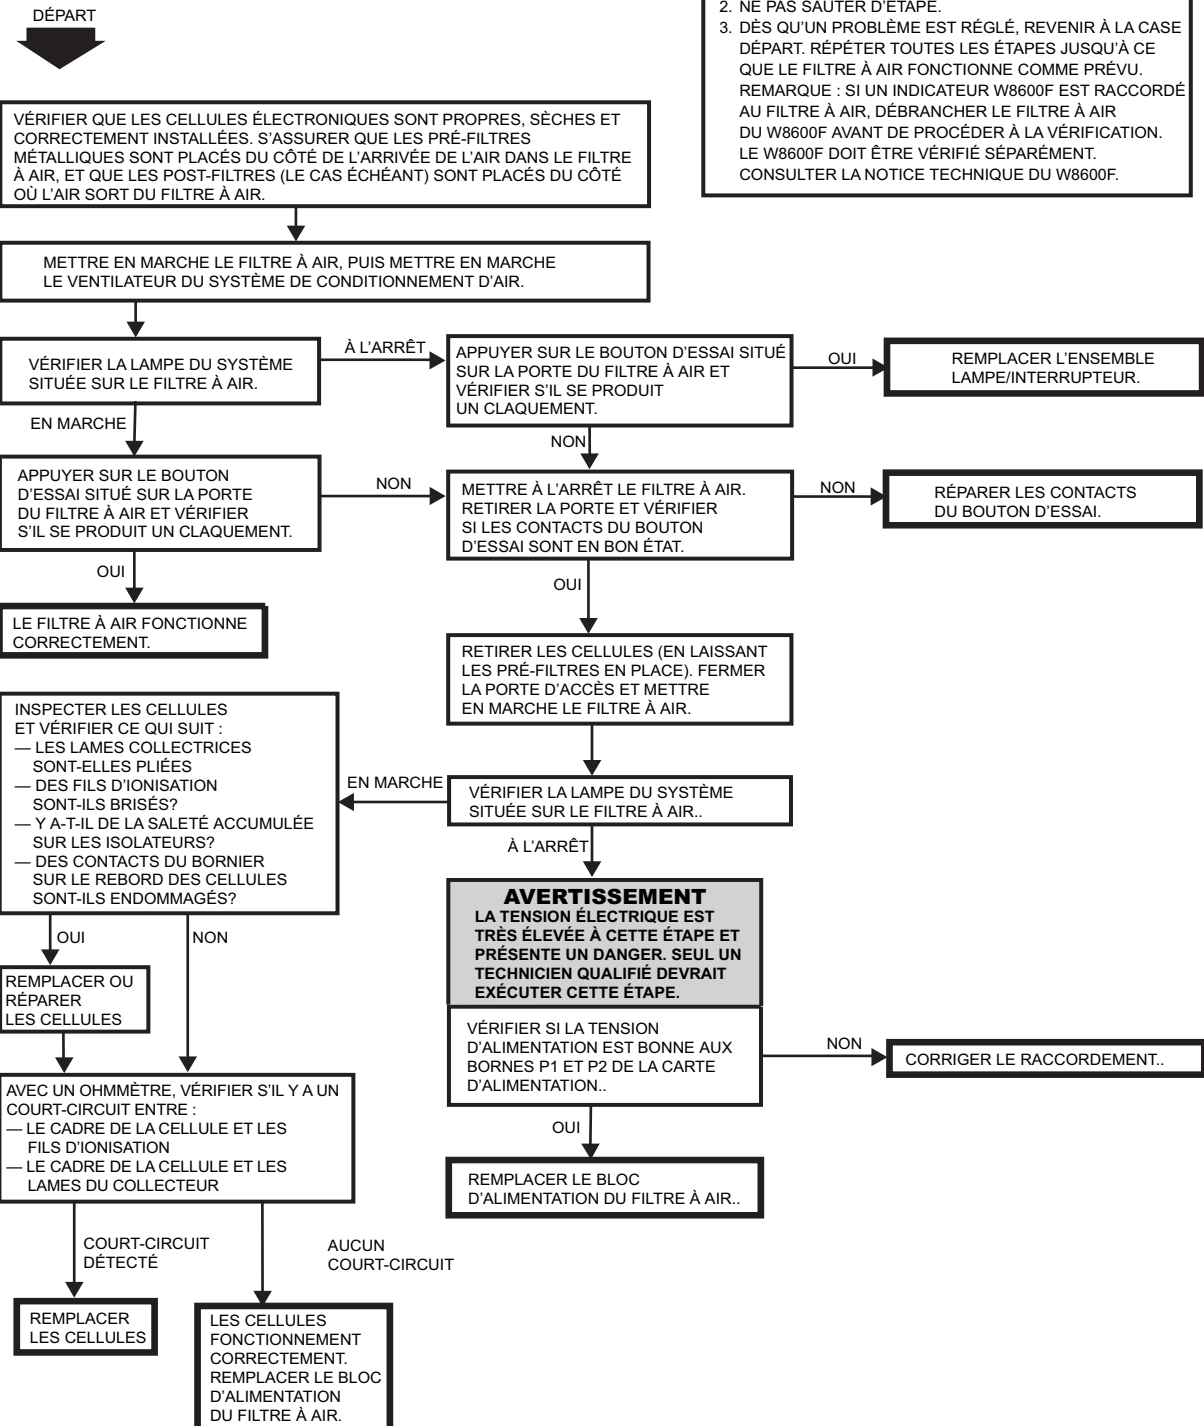 DÉPART
2. NE PAS SAUTER D'ÉTAPE.
3. DÈS QU'UN PROBLÈME EST RÉGLÉ, REVENIR À LA CASE
DÉPART. RÉPÉTER TOUTES LES ÉTAPES JUSQU'À CE
QUE LE FILTRE À AIR FONCTIONNE COMME PRÉVU.
REMARQUE : SI UN INDICATEUR W8600F EST RACCORDÉ
AU FILTRE À AIR, DÉBRANCHER LE FILTRE À AIR
DU W8600F AVANT DE PROCÉDER À LA VÉRIFICATION.
LE W8600F DOIT ÊTRE VÉRIFIÉ SÉPARÉMENT.
CONSULTER LA NOTICE TECHNIQUE DU W8600F.
VÉRIFIER QUE LES CELLULES ÉLECTRONIQUES SONT PROPRES, SÈCHES ET
CORRECTEMENT INSTALLÉES. S'ASSURER QUE LES PRÉ-FILTRES
MÉTALLIQUES SONT PLACÉS DU CÔTÉ DE L'ARRIVÉE DE L'AIR DANS LE FILTRE
À AIR, ET QUE LES POST-FILTRES (LE CAS ÉCHÉANT) SONT PLACÉS DU CÔTÉ
OÙ L'AIR SORT DU FILTRE À AIR.
METTRE EN MARCHE LE FILTRE À AIR, PUIS METTRE EN MARCHE
LE VENTILATEUR DU SYSTÈME DE CONDITIONNEMENT D'AIR.
VÉRIFIER LA LAMPE DU SYSTÈME
SITUÉE SUR LE FILTRE À AIR.
À L'ARRÊT
APPUYER SUR LE BOUTON D'ESSAI SITUÉ
SUR LA PORTE DU FILTRE À AIR ET
VÉRIFIER S'IL SE PRODUIT
UN CLAQUEMENT.
OUI
REMPLACER L'ENSEMBLE
LAMPE/INTERRUPTEUR.
EN MARCHE
NON
APPUYER SUR LE BOUTON
D'ESSAI SITUÉ SUR LA PORTE
DU FILTRE À AIR ET VÉRIFIER
S'IL SE PRODUIT UN CLAQUEMENT.
NON
METTRE À L'ARRÊT LE FILTRE À AIR.
RETIRER LA PORTE ET VÉRIFIER
SI LES CONTACTS DU BOUTON
D'ESSAI SONT EN BON ÉTAT.
NON
RÉPARER LES CONTACTS
DU BOUTON D'ESSAI.
OUI
OUI
LE FILTRE À AIR FONCTIONNE
CORRECTEMENT.
RETIRER LES CELLULES (EN LAISSANT
LES PRÉ-FILTRES EN PLACE). FERMER
LA PORTE D'ACCÈS ET METTRE
EN MARCHE LE FILTRE À AIR.
INSPECTER LES CELLULES
ET VÉRIFIER CE QUI SUIT :
— LES LAMES COLLECTRICES
SONT-ELLES PLIÉES
— DES FILS D'IONISATION
SONT-ILS BRISÉS?
— Y A-T-IL DE LA SALETÉ ACCUMULÉE
SUR LES ISOLATEURS?
— DES CONTACTS DU BORNIER
SUR LE REBORD DES CELLULES
SONT-ILS ENDOMMAGÉS?
EN MARCHE
VÉRIFIER LA LAMPE DU SYSTÈME
SITUÉE SUR LE FILTRE À AIR..
À L'ARRÊT
AVERTISSEMENT
LA TENSION ÉLECTRIQUE EST
TRÈS ÉLEVÉE À CETTE ÉTAPE ET
PRÉSENTE UN DANGER. SEUL UN
TECHNICIEN QUALIFIÉ DEVRAIT
EXÉCUTER CETTE ÉTAPE.
VÉRIFIER SI LA TENSION
D'ALIMENTATION EST BONNE AUX
BORNES P1 ET P2 DE LA CARTE
D'ALIMENTATION..
NON
CORRIGER LE RACCORDEMENT..
OUI
REMPLACER LE BLOC
D'ALIMENTATION DU FILTRE À AIR..
OUI
NON
REMPLACER OU
RÉPARER
LES CELLULES
AVEC UN OHMMÈTRE, VÉRIFIER S'IL Y A UN
COURT-CIRCUIT ENTRE :
— LE CADRE DE LA CELLULE ET LES
FILS D'IONISATION
— LE CADRE DE LA CELLULE ET LES
LAMES DU COLLECTEUR
COURT-CIRCUIT
DÉTECTÉ
AUCUN
COURT-CIRCUIT
REMPLACER
LES CELLULES
LES CELLULES
FONCTIONNEMENT
CORRECTEMENT.
REMPLACER LE BLOC
D'ALIMENTATION
DU FILTRE À AIR.